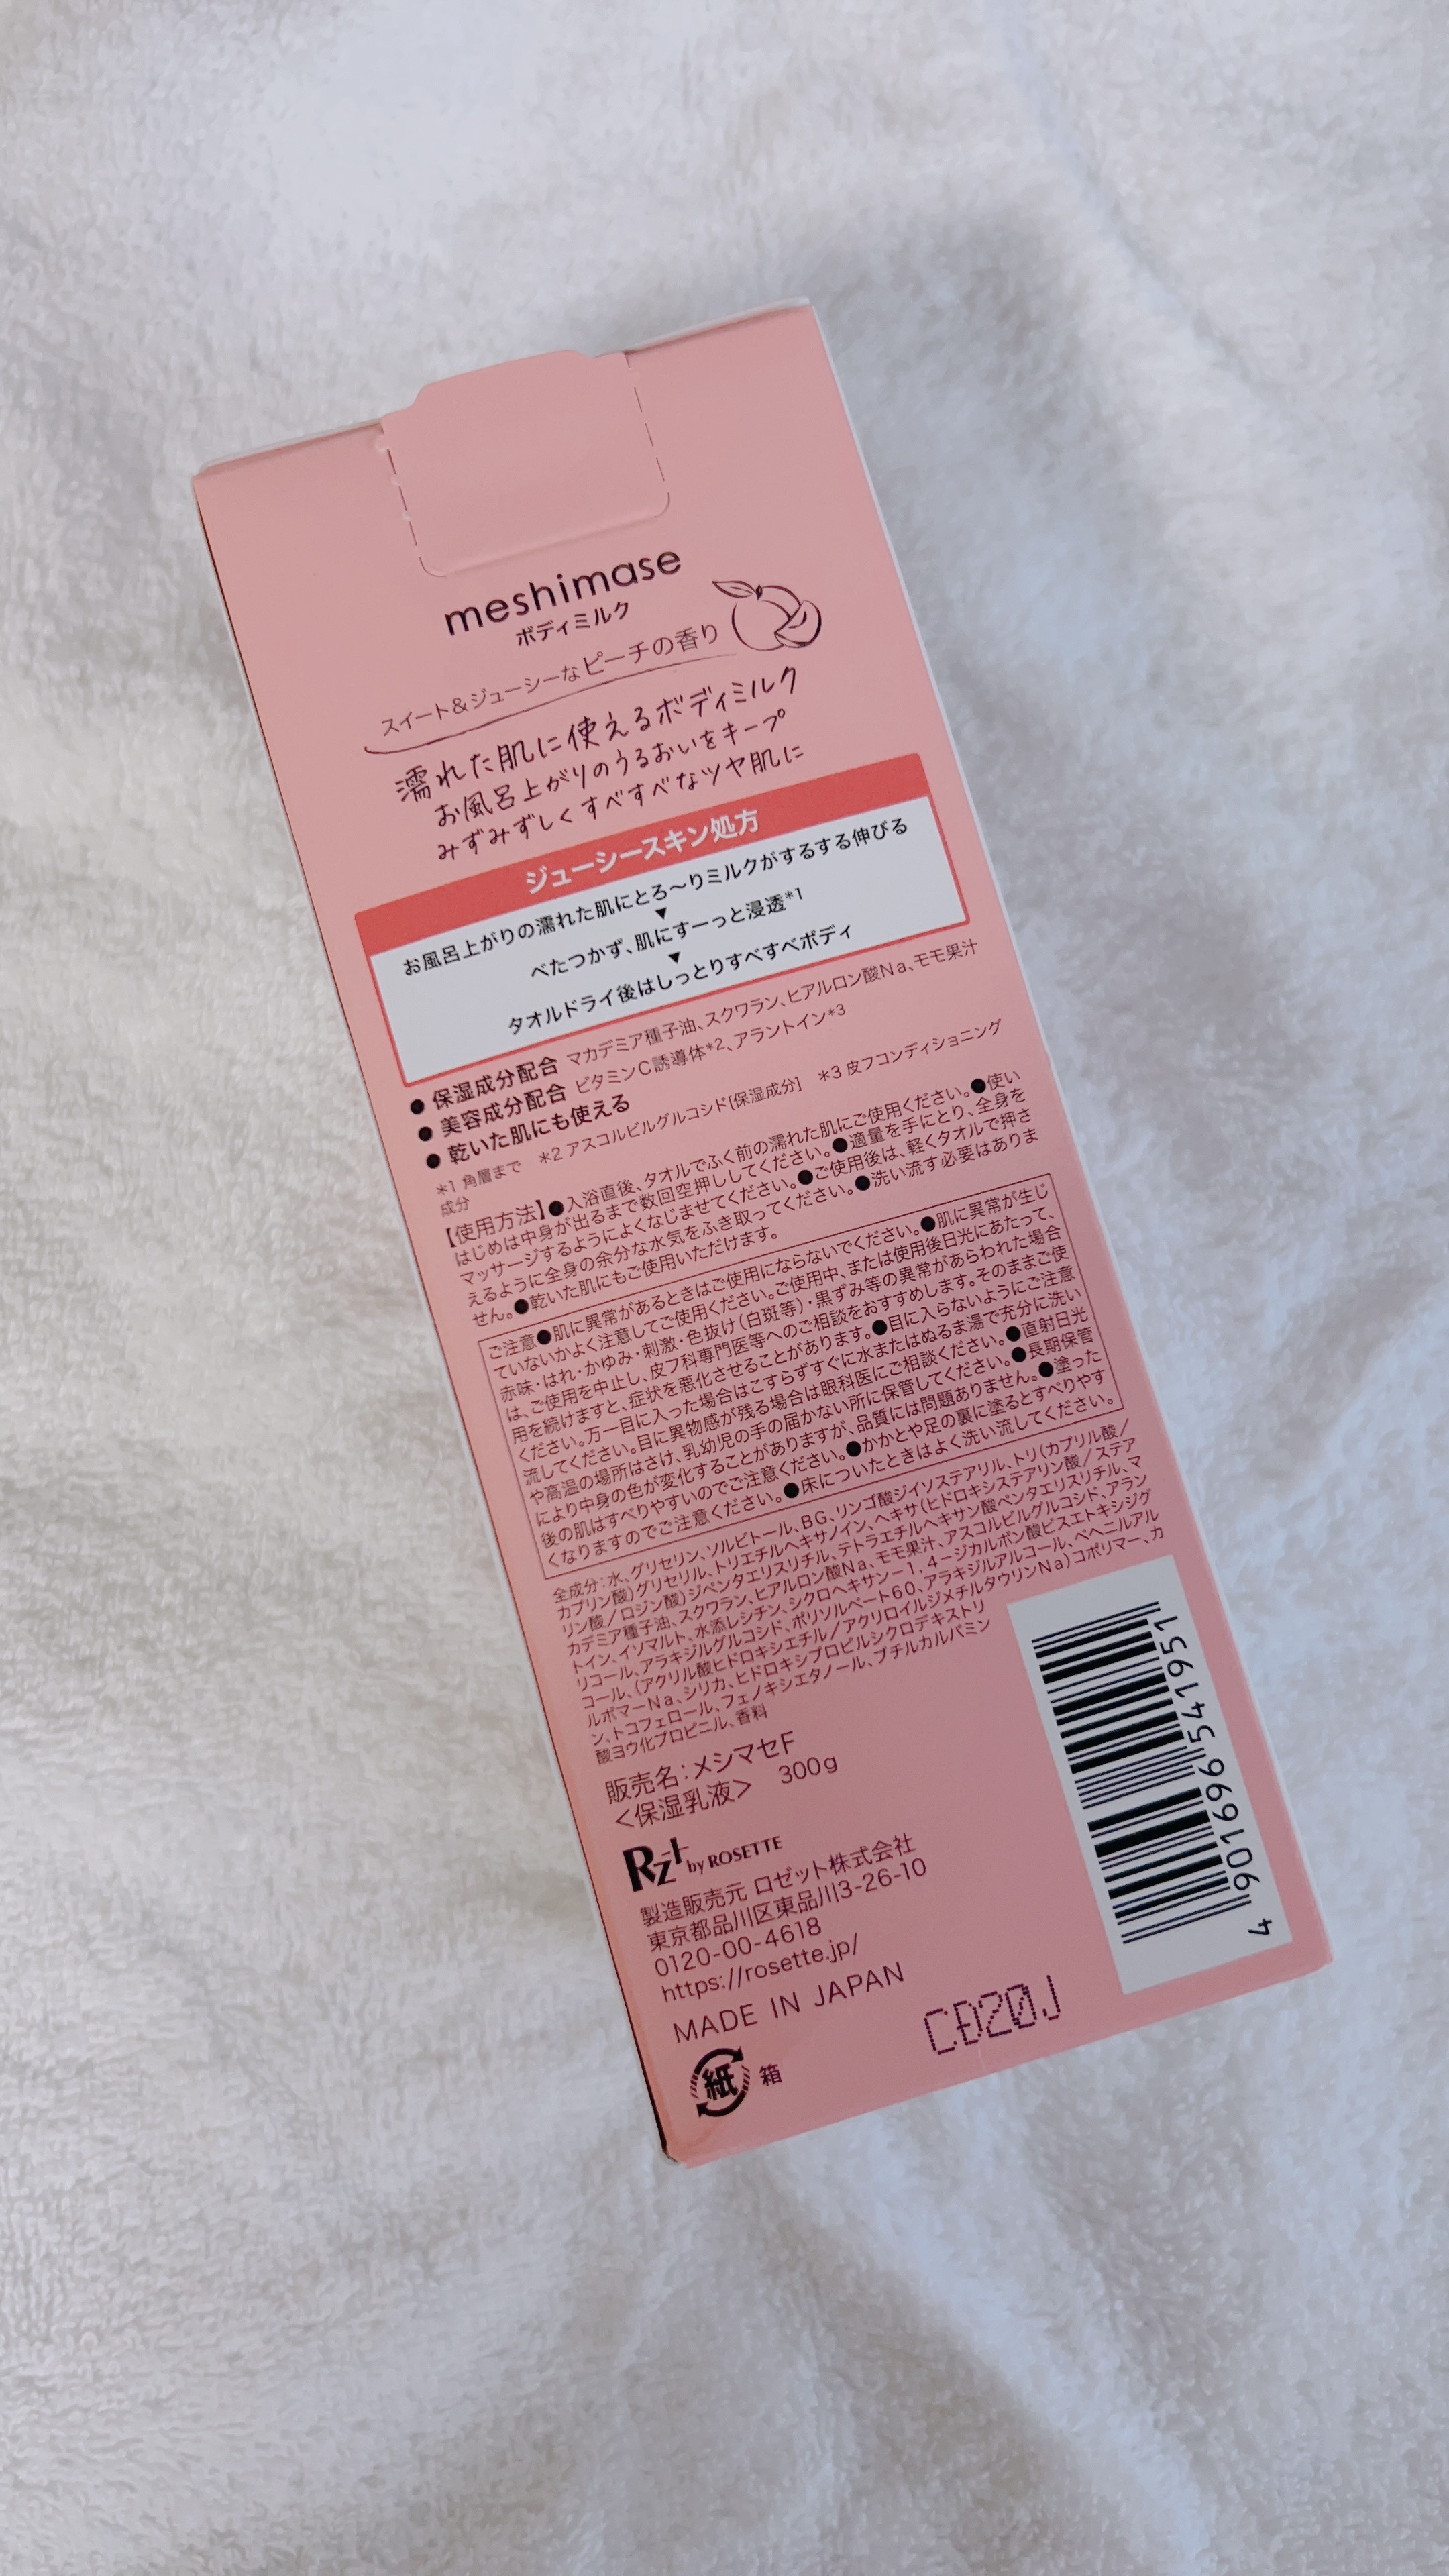 meshimase
ボディミルク
スイート&ジューシーなピーチの香り
濡れた肌に使えるボディミルク
お風呂上がりのうるおいをキープ
みずみずしくすべすべなツヤ肌に
ジューシースキン処方
お風呂上がりの濡れた肌にとろ〜りミルクがするする伸びる
▼
べたつかず、肌にすーっと浸透*1
▼
タオルドライ後はしっとりすべすべボディ
● 保湿成分配合 マカデミア種子油、スクワラン、ヒアルロン酸Na、モモ果汁
● 美容成分配合 ビタミンC誘導体*2、アラントイン*3
● 乾いた肌にも使える
*1 角層まで *2 アスコルビルグルコシド[保湿成分] *3 皮フコンディショニング
成分
【使用方法】●入浴直後、タオルでふく前の濡れた肌にご使用ください。●使い
はじめは中身が出るまで数回空押ししてください。●適量を手にとり、全身を
マッサージするようによくなじませてください。●ご使用後は、軽くタオルで押さ
えるように全身の余分な水気をふき取ってください。●洗い流す必要はありま
せん。●乾いた肌にもご使用いただけます。
ご注意●肌に異常があるときはご使用にならないでください。●肌に異常が生じ
ていないかよく注意してご使用ください。ご使用中、または使用後日光にあたって、
赤味・はれ・かゆみ・刺激・色抜け(白斑等)・黒ずみ等の異常があらわれた場合
は、ご使用を中止し、皮フ科専門医等へのご相談をおすすめします。そのままご使
用を続けますと、症状を悪化させることがあります。●目に入らないようにご注意
ください。万一目に入った場合はこすらずすぐに水またはぬるま湯で充分に洗い
流してください。目に異物感が残る場合は眼科医にご相談ください。●直射日光
や高温の場所はさけ、乳幼児の手の届かない所に保管してください。●長期保管
により中身の色が変化することがありますが、品質には問題ありません。●塗った
後の肌はすべりやすいのでご注意ください。●かかとや足の裏に塗るとすべりやす
くなりますのでご注意ください。●床についたときはよく洗い流してください。
全成分:水、グリセリン、ソルビトール、BG、リンゴ酸ジイソステアリル、トリ(カプリル酸/
カプリン酸)グリセリル、トリエチルヘキサノイン、ヘキサ(ヒドロキシステアリン酸/ステア
リン酸/ロジン酸)ジペンタエリスリチル、テトラエチルヘキサン酸ペンタエリスリチル、マ
カデミア種子油、スクワラン、ヒアルロン酸Na、モモ果汁、アスコルビルグルコシド、アラン
トイン、イソマルト、水添レシチン、シクロヘキサン-1,4-ジカルボン酸ビスエトキシジグ
リコール、アラキジルグルコシド、ポリソルベート60、アラキジルアルコール、ベヘニルアル
コール、(アクリル酸ヒドロキシエチル/アクリロイルジメチルタウリンNa)コポリマー、カ
ルボマーNa、シリカ、ヒドロキシプロピルシクロデキストリ
ン、トコフェロール、フェノキシエタノール、ブチルカルバミン
酸ヨウ化プロピニル、香料
販売名:メシマセF
<保湿乳液> 300g
Rz+ by ROSETTE
製造販売元 ロゼット株式会社
東京都品川区東品川3-26-10
0120-00-4618
https://rosette.jp/
MADE IN JAPAN
紙 箱
CD20J
4 901696 541951